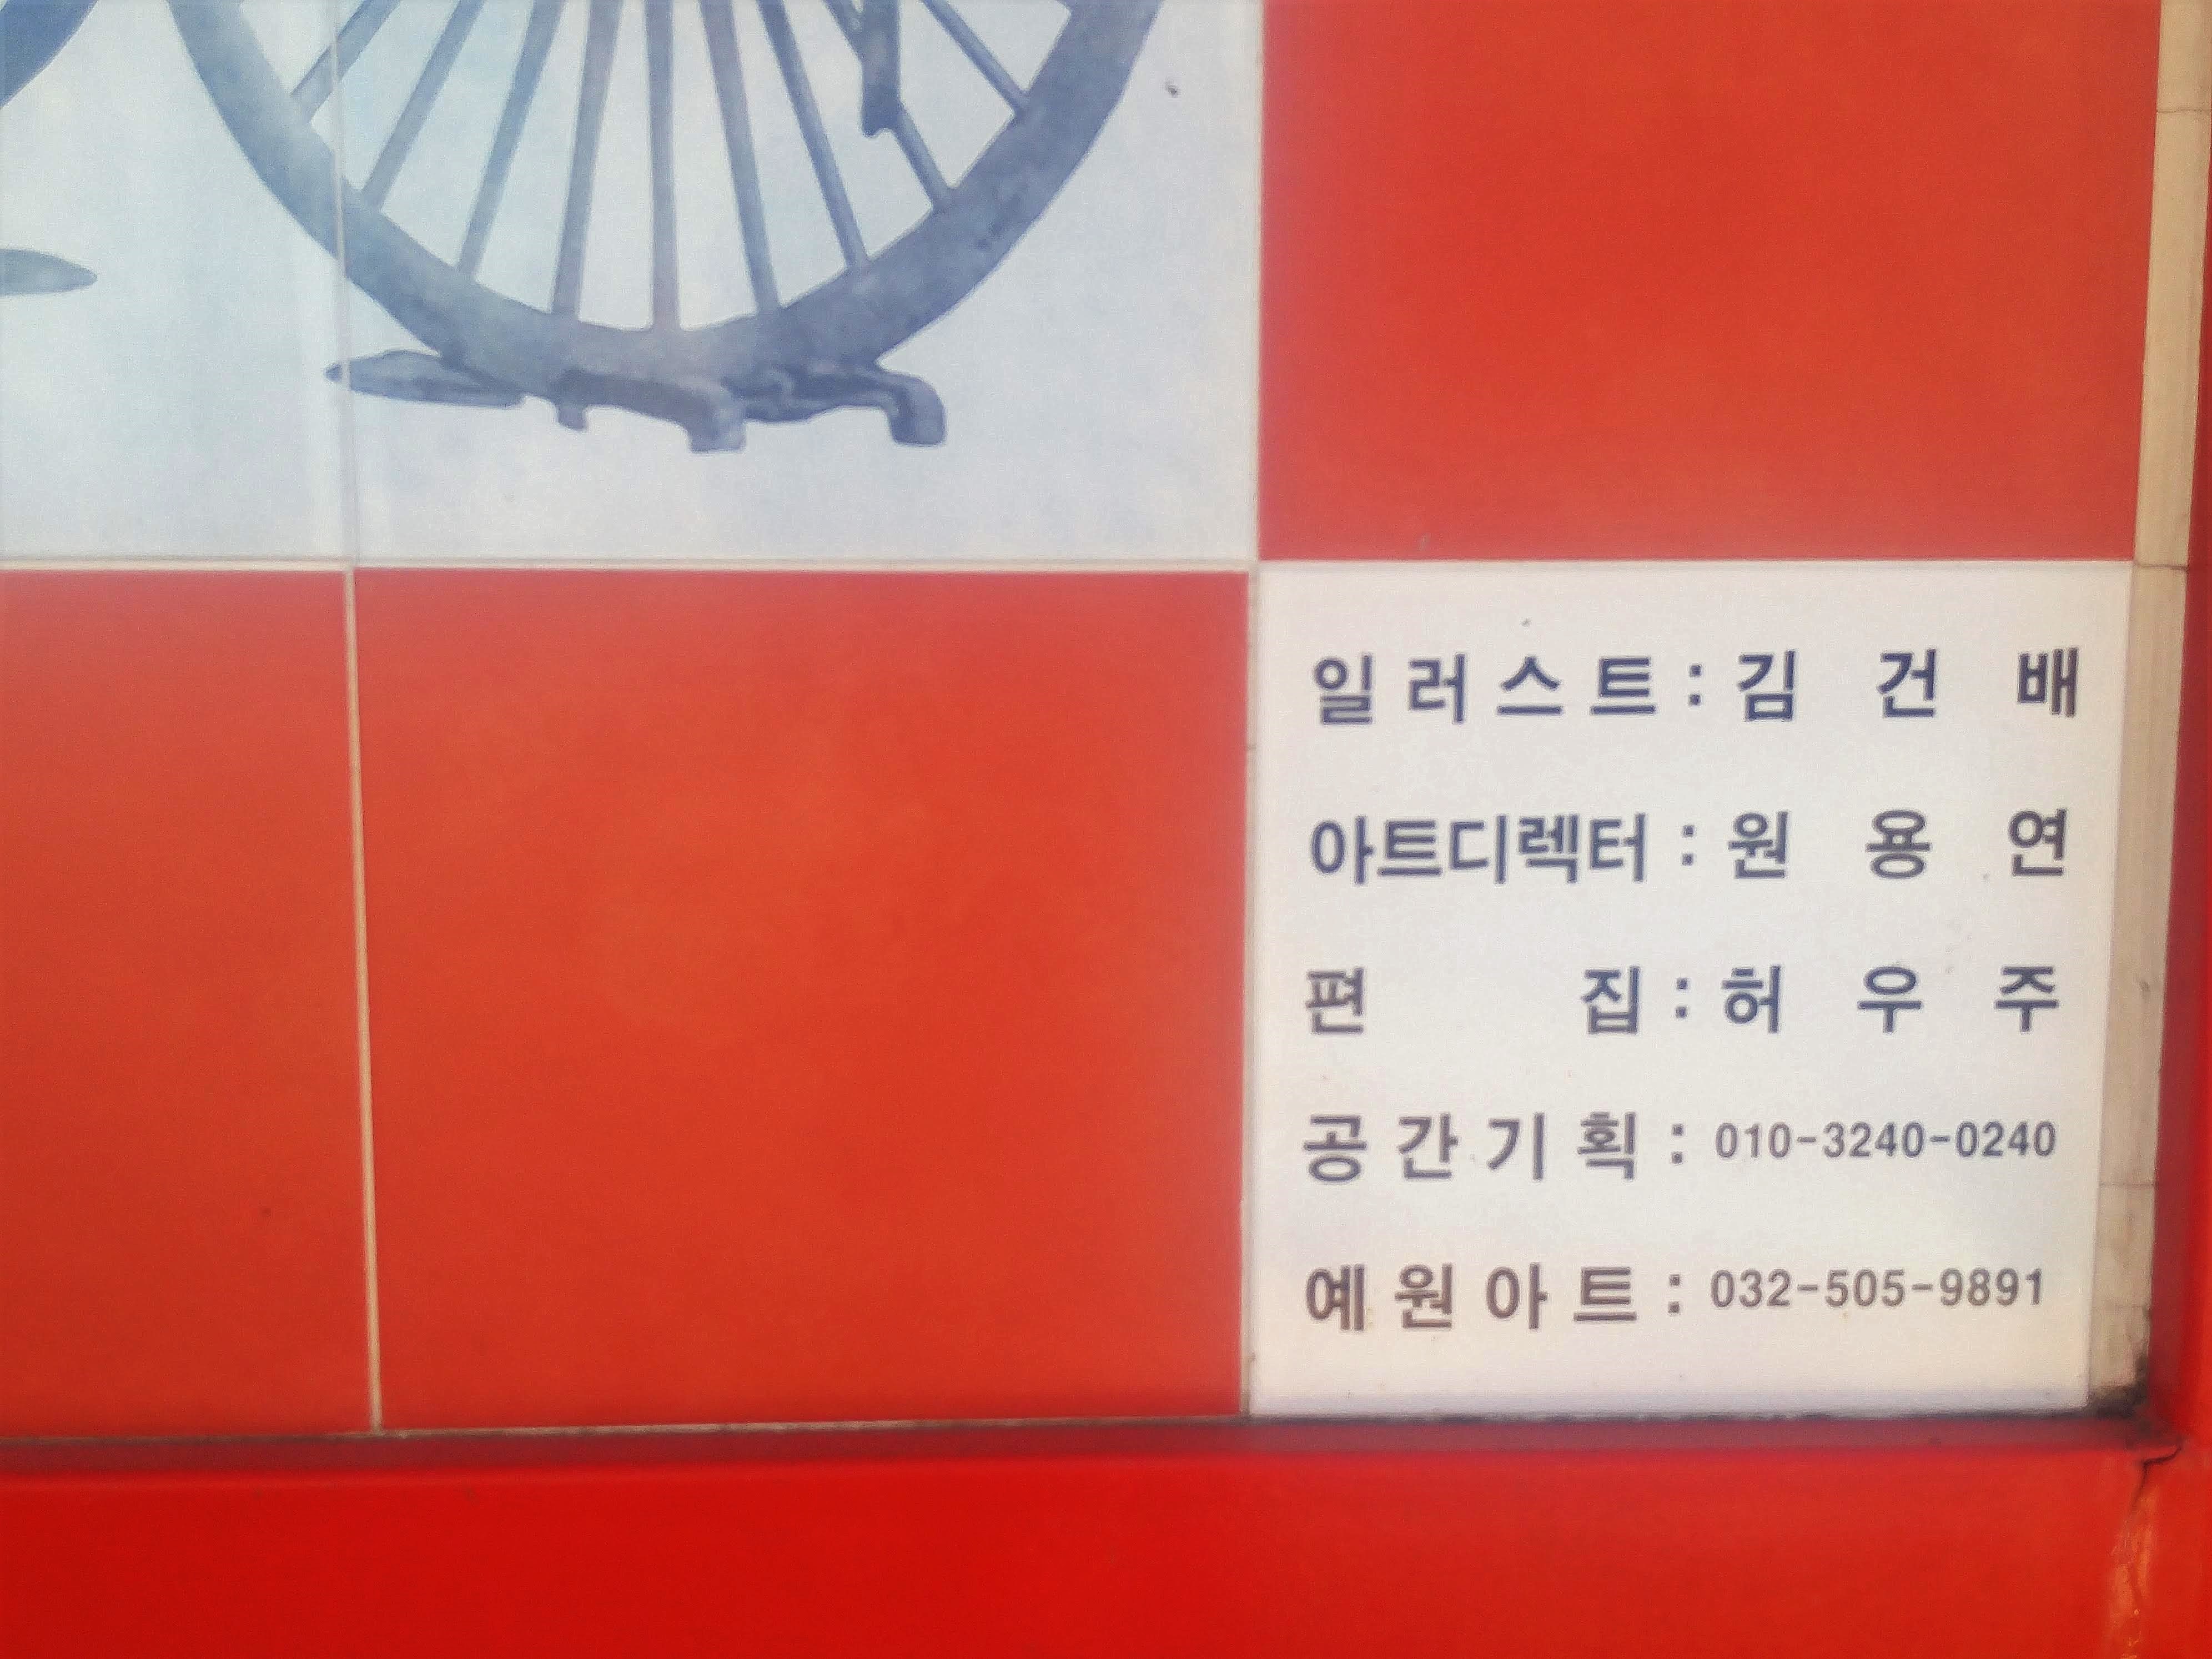 일러스트 : 김건배
아트디렉터 : 원용연
편집 : 허우주
공간기획 : 010-3240-0240
예원아트 : 032-505-9891